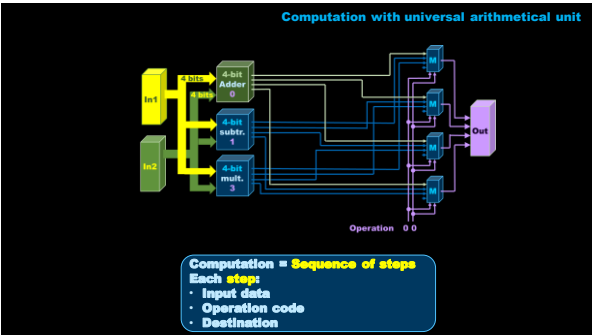 Computation with universal arithmetical unit
4 bits
4 bits
In1
In2
4-bit
Adder
0
4-bit
subtr.
1
4-bit
mult.
3
M
M
M
M
Out
Operation 0 0
Computation = Sequence of steps
Each step:
• Input data
• Operation code
• Destination